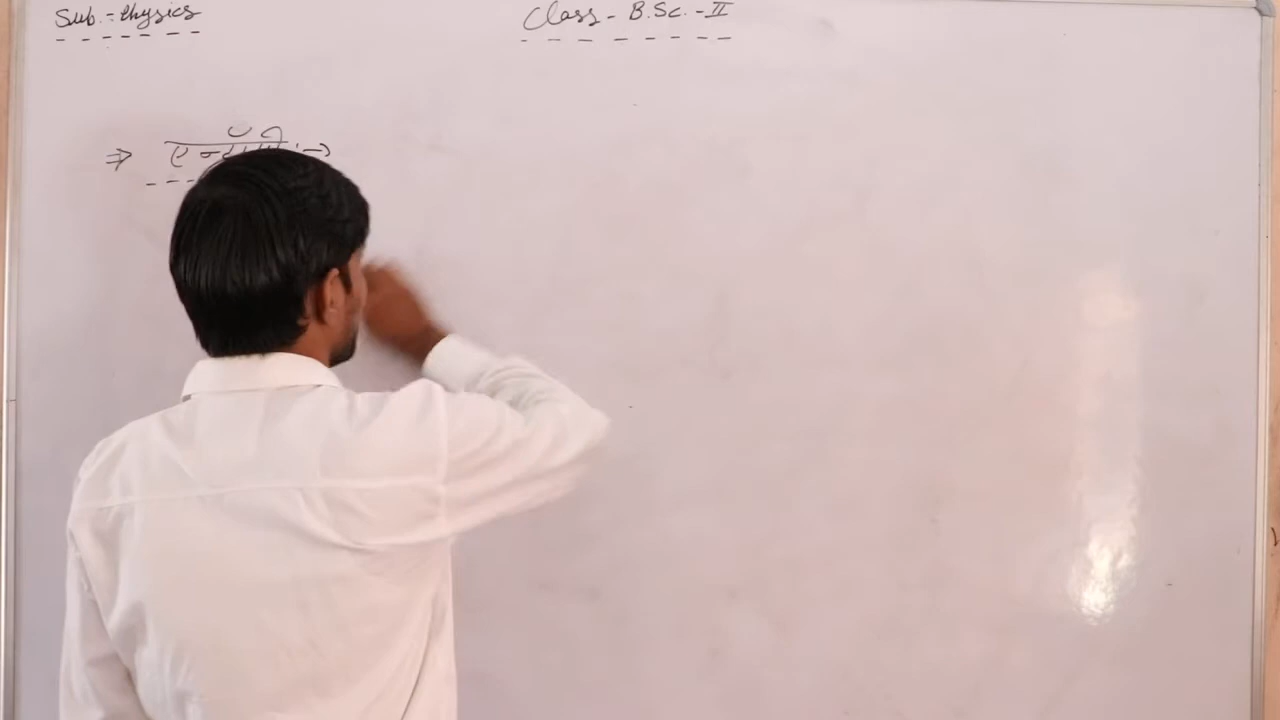 Sub.- Physics
Class - B.Sc. - II
⇒